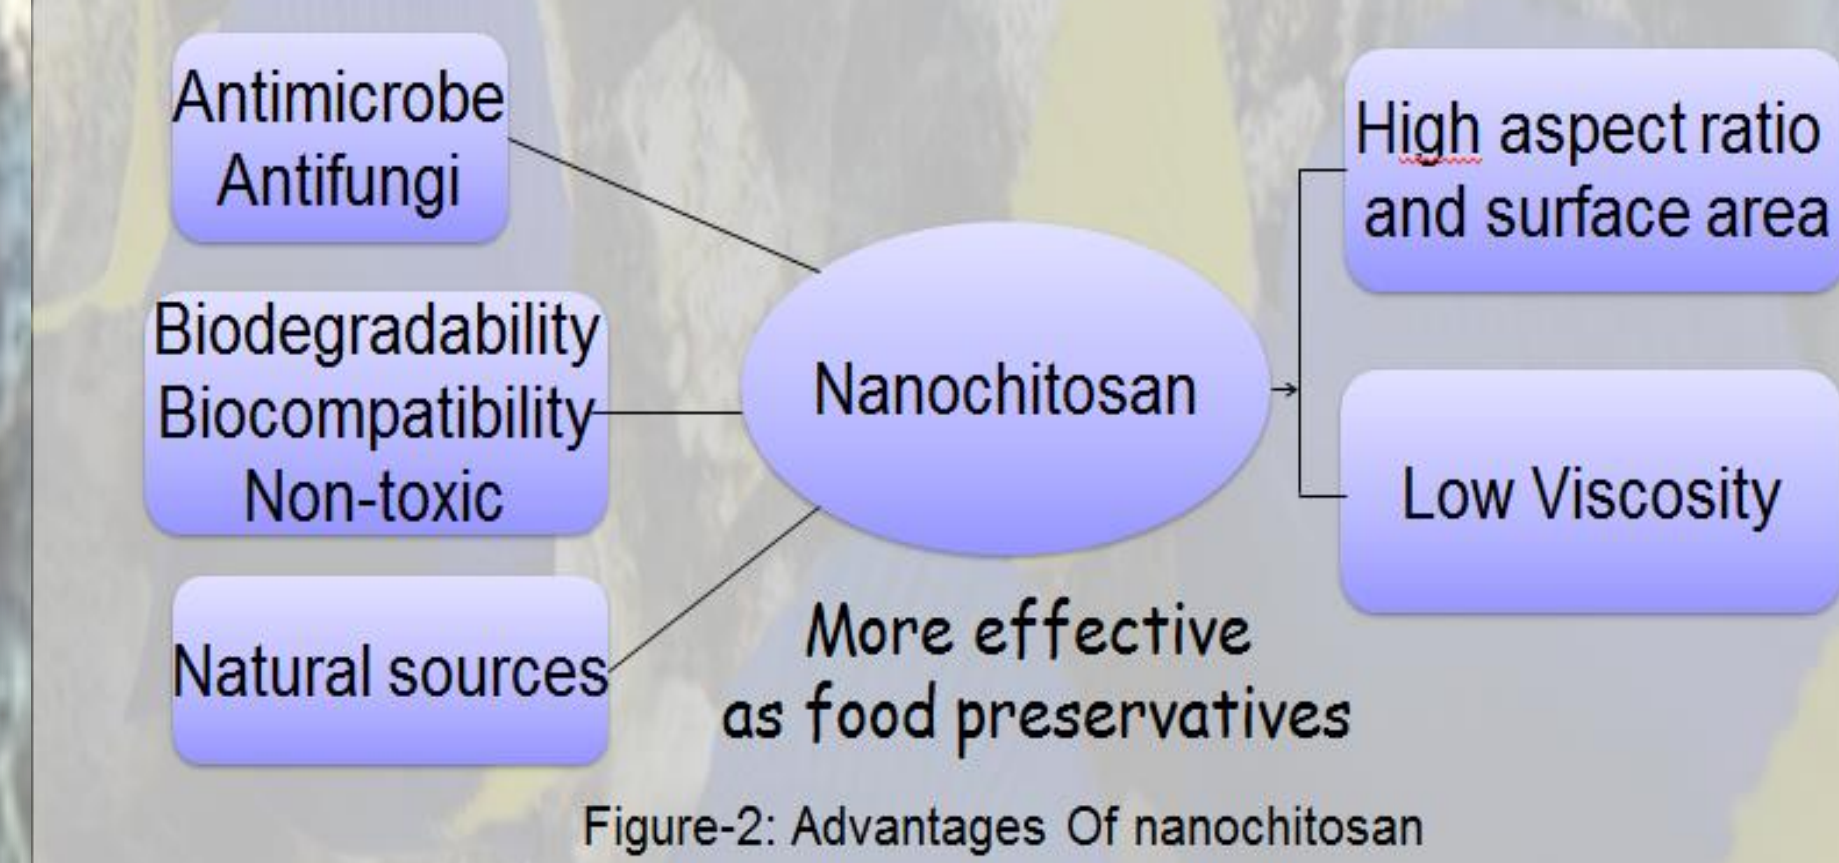 Antimicrobe
Antifungi
Biodegradability
Biocompatibility
Non-toxic
Natural sources
Nanochitosan
High aspect ratio
and surface area
Low Viscosity
More effective
as food preservatives
Figure-2: Advantages Of nanochitosan